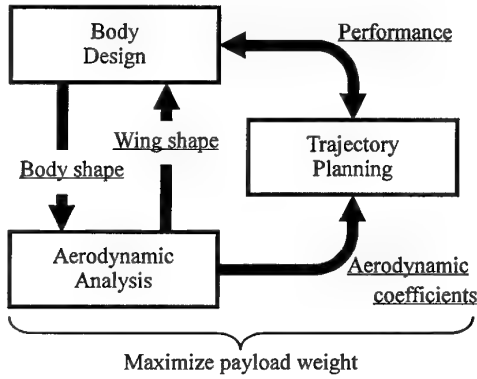 Body
Design
Performance
Wing shape
Body shape
Trajectory
Planning
Aerodynamic
Analysis
Aerodynamic
coefficients
Maximize payload weight